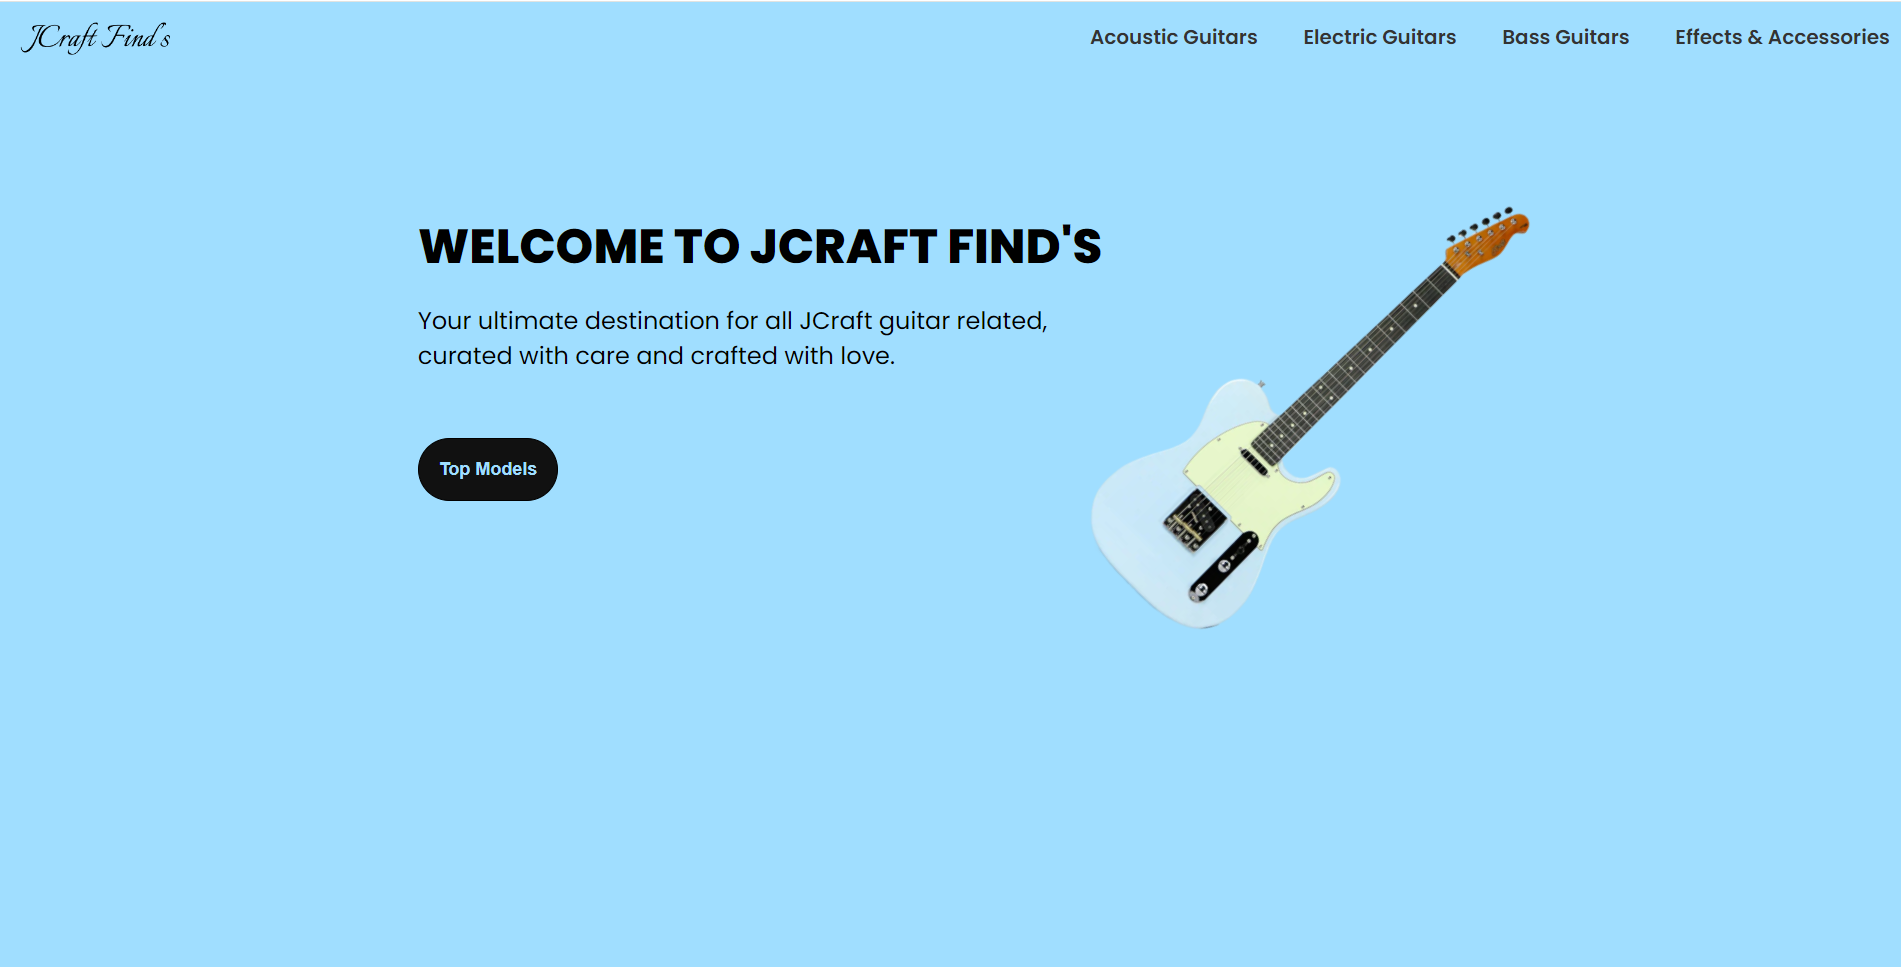 JCraft Find's
Acoustic Guitars
Electric Guitars
Bass Guitars
Effects & Accessories
WELCOME TO JCRAFT FIND'S
Your ultimate destination for all JCraft guitar related,
curated with care and crafted with love.
Top Models